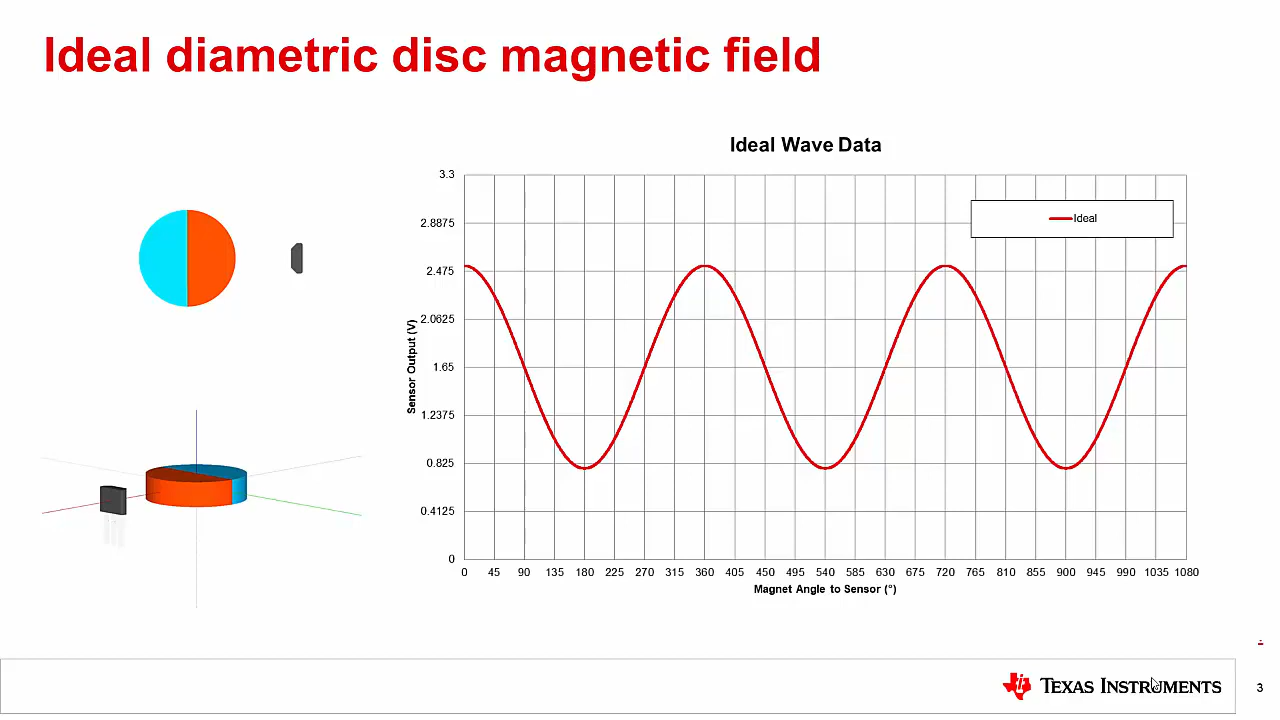 Ideal diametric disc magnetic field
Ideal Wave Data
3.3
2.8875
2.475
2.0625
1.65
1.2375
0.825
0.4125
0
Sensor Output (V)
Ideal
0 45 90 135 180 225 270 315 360 405 450 495 540 585 630 675 720 765 810 855 900 945 990 1035 1080
Magnet Angle to Sensor (°)
TEXAS INSTRUMENTS
3